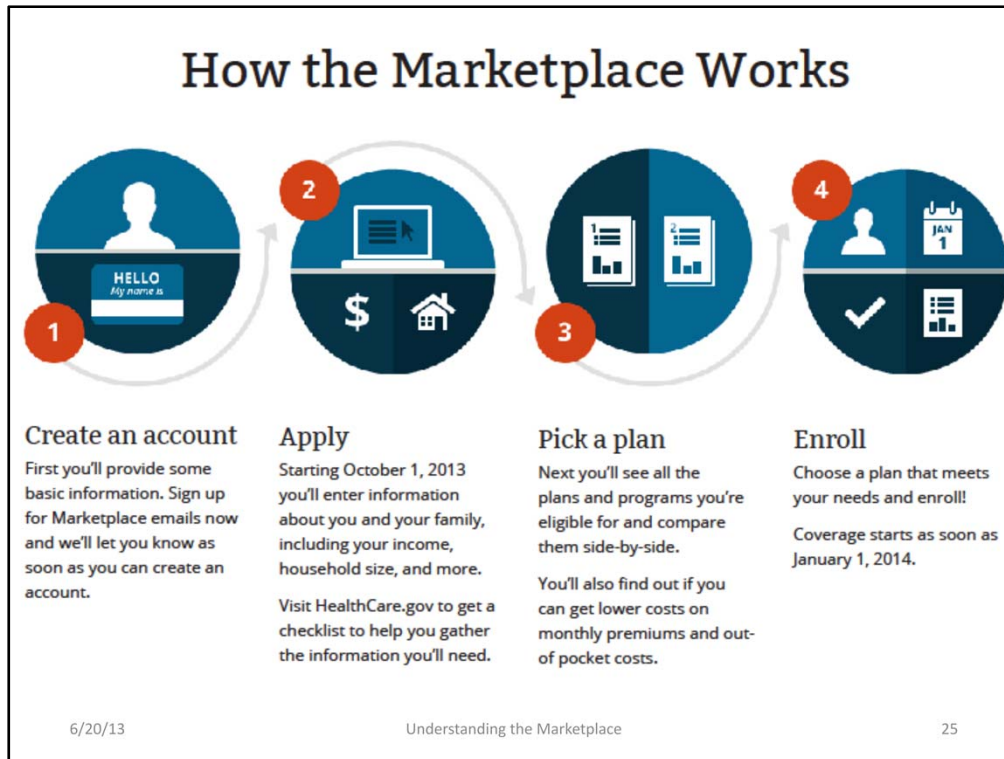 How the Marketplace Works
1
HELLO
My name is
2
3
1
2
4
JAN
1
Create an account
First you'll provide some
basic information. Sign up
for Marketplace emails now
and we'll let you know as
soon as you can create an
account.
Apply
Starting October 1, 2013
you'll enter information
about you and your family,
including your income,
household size, and more.
Visit HealthCare.gov to get a
checklist to help you gather
the information you'll need.
Pick a plan
Next you'll see all the
plans and programs you're
eligible for and compare
them side-by-side.
You'll also find out if you
can get lower costs on
monthly premiums and out-
of pocket costs.
Enroll
Choose a plan that meets
your needs and enroll!
Coverage starts as soon as
January 1, 2014.
6/20/13
Understanding the Marketplace
25